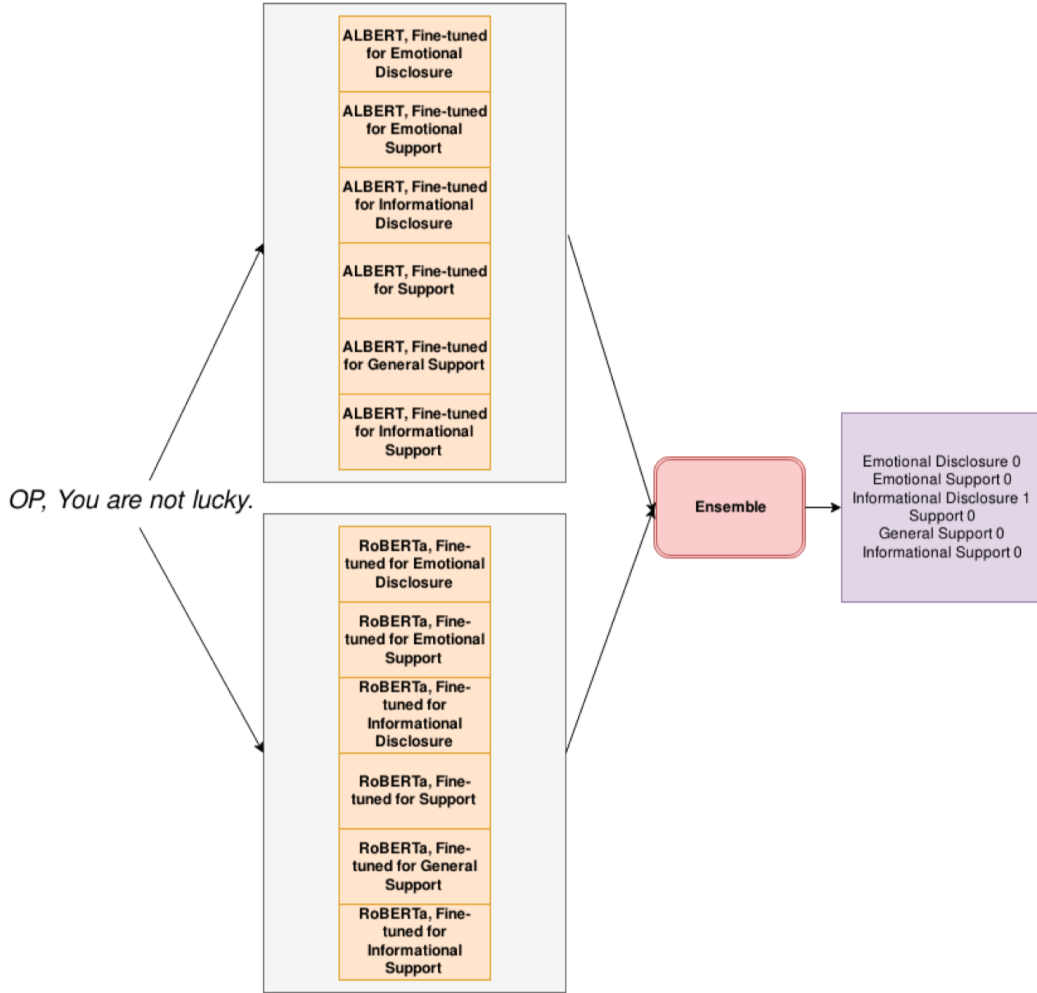 ALBERT, Fine-tuned
for Emotional
Disclosure
ALBERT, Fine-tuned
for Emotional
Support
ALBERT, Fine-tuned
for Informational
Disclosure
ALBERT, Fine-tuned
for Support
ALBERT, Fine-tuned
for General Support
ALBERT, Fine-tuned
for Informational
Support
OP, You are not lucky.
RoBERTa, Fine-
tuned for Emotional
Disclosure
RoBERTa, Fine-
tuned for Emotional
Support
RoBERTa, Fine-
tuned for
Informational
Disclosure
RoBERTa, Fine-
tuned for Support
RoBERTa, Fine-
tuned for General
Support
RoBERTa, Fine-
tuned for
Informational
Support
Ensemble
Emotional Disclosure 0
Emotional Support 0
Informational Disclosure 1
Support 0
General Support 0
Informational Support 0